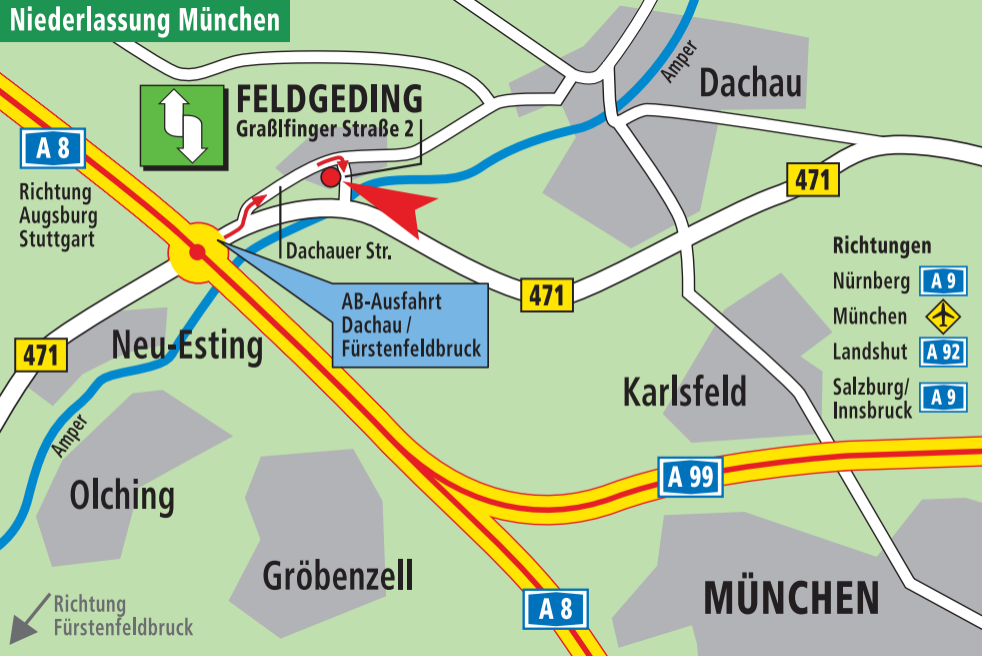 Niederlassung München
Amper
Dachau
FELDGEDING
Graßlfinger Straße 2
A 8
Richtung
Augsburg
Stuttgart
471
Dachauer Str.
Richtungen
Nürnberg A 9
München
Landshut A 92
Salzburg/
Innsbruck A 9
471
AB-Ausfahrt
Dachau /
Fürstenfeldbruck
471
Neu-Esting
Karlsfeld
Amper
Olching
A 99
Gröbenzell
MÜNCHEN
A 8
Richtung
Fürstenfeldbruck